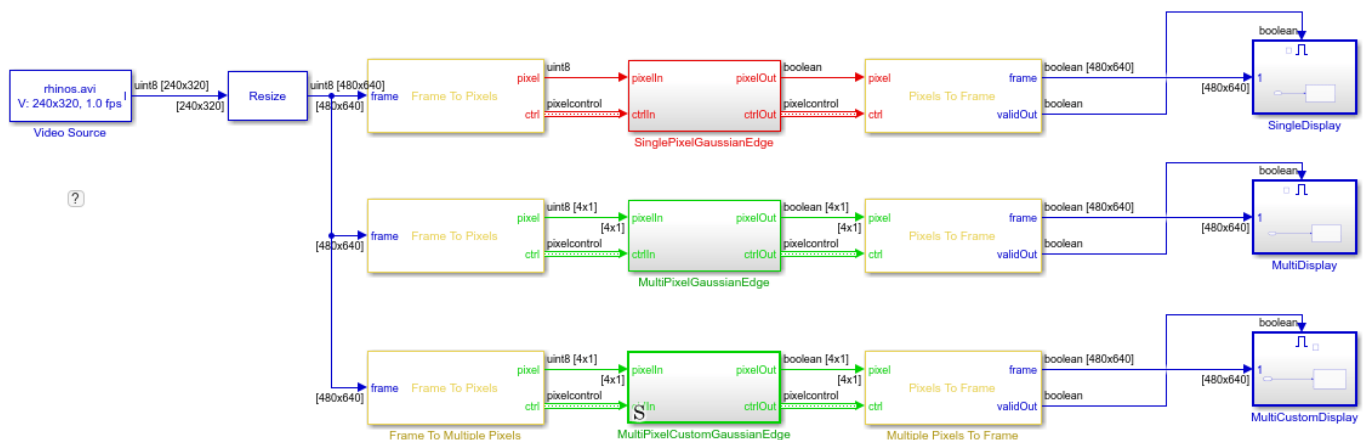 rhinos.avi
V: 240x320, 1.0 fps
I
Video Source
uint8 [240x320]
[240x320]
Resize
uint8 [480x640]
[480x640]
frame
Frame To Pixels
pixel
ctrl
uint8
pixelcontrol
pixelIn
ctrlIn
pixelOut
ctrlOut
SinglePixelGaussianEdge
boolean
pixelcontrol
pixel
ctrl
Pixels To Frame
frame
validOut
boolean [480x640]
boolean
[480x640]
boolean
1
SingleDisplay
?
[480x640]
frame
Frame To Pixels
pixel
ctrl
uint8 [4x1]
[4x1]
pixelcontrol
pixelIn
ctrlIn
pixelOut
ctrlOut
MultiPixelGaussianEdge
boolean [4x1]
[4x1]
pixelcontrol
pixel
ctrl
Pixels To Frame
frame
validOut
boolean [480x640]
boolean
[480x640]
boolean
1
MultiDisplay
[480x640]
frame
Frame To Pixels
pixel
ctrl
Frame To Multiple Pixels
uint8 [4x1]
[4x1]
pixelcontrol
pixelIn
S
pixelOut
ctrlOut
MultiPixelCustomGaussianEdge
boolean [4x1]
[4x1]
pixelcontrol
pixel
ctrl
Pixels To Frame
frame
validOut
Multiple Pixels To Frame
boolean [480x640]
boolean
[480x640]
boolean
1
MultiCustomDisplay